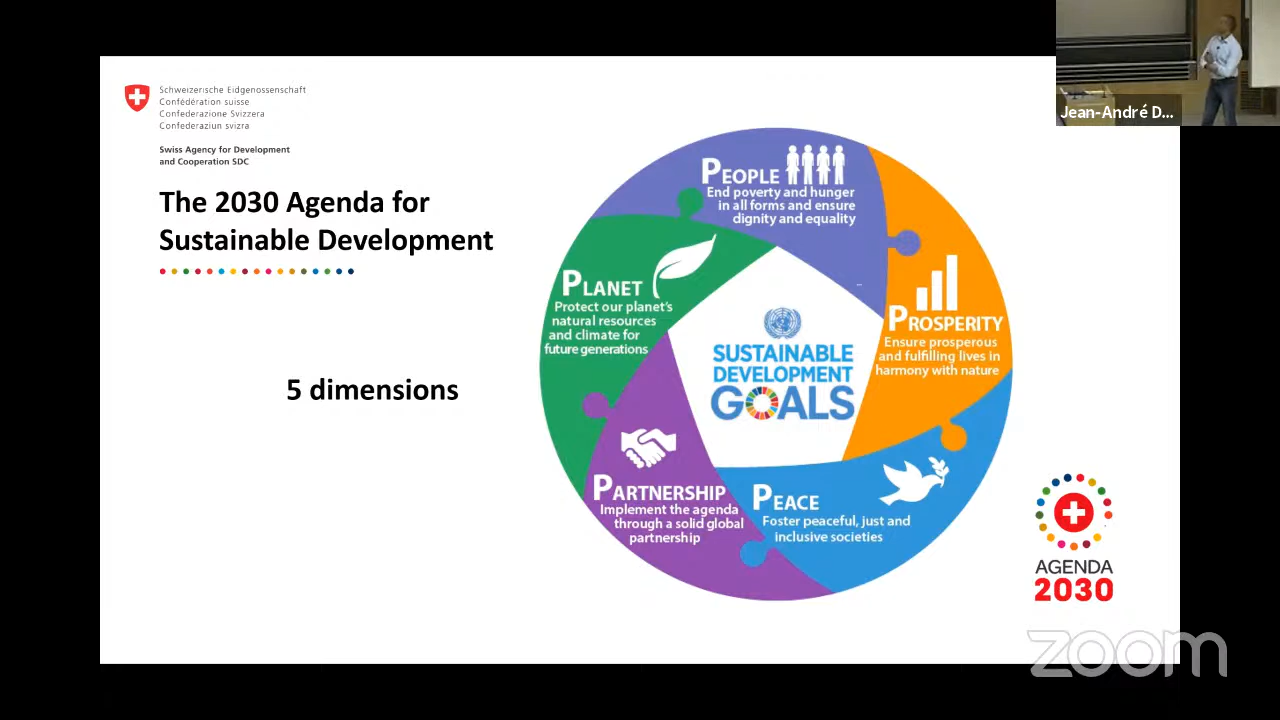 Schweizerische Eidgenossenschaft
Confédération suisse
Confederazione Svizzera
Confederaziun svizra
Swiss Agency for Development
and Cooperation SDC
The 2030 Agenda for
Sustainable Development
5 dimensions
PEOPLE
End poverty and hunger
in all forms and ensure
dignity and equality
PLANET
Protect our planet's
natural resources
and climate for
future generations
PROSPERITY
Ensure prosperous
and fulfilling lives in
harmony with nature
SUSTAINABLE
DEVELOPMENT
GOALS
PARTNERSHIP
Implement the agenda
through a solid global
partnership
PEACE
Foster peaceful, just and
inclusive societies
AGENDA
2030
Jean-André D...
zoom